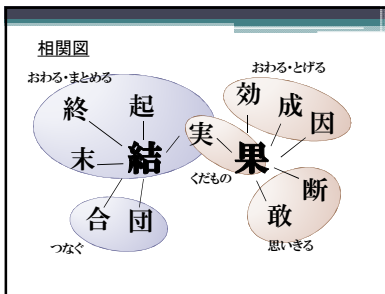 相関図
おわる・まとめる
おわる・とげる
終 起
効 成 因
末 結 実 果
くだもの
断
合 団
敢
つなぐ
思いきる